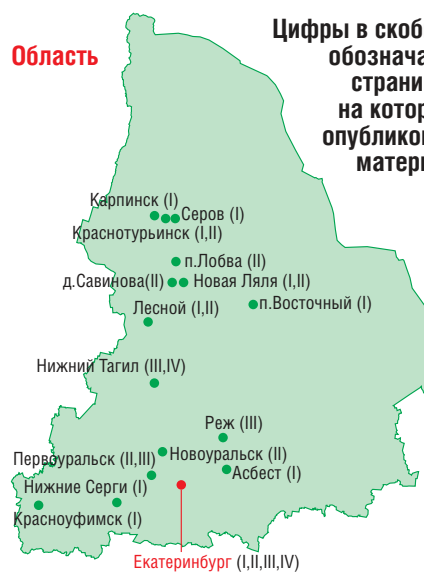 Область
Цифры в
обознача
страни
на котор
опублико
матери
Карпинск (I)
Серов (I)
Краснотурьинск (I,II)
п.Лобва (II)
д.Савинова(II)
Новая Ляля (I,II)
п.Восточный (I)
Лесной (I,II)
Нижний Тагил (III,IV)
Реж (III)
Новоуральск (II)
Первоуральск (II,III)
Асбест (I)
Нижние Серги (I)
Красноуфимск (I)
Екатеринбург (I,II,III,IV)